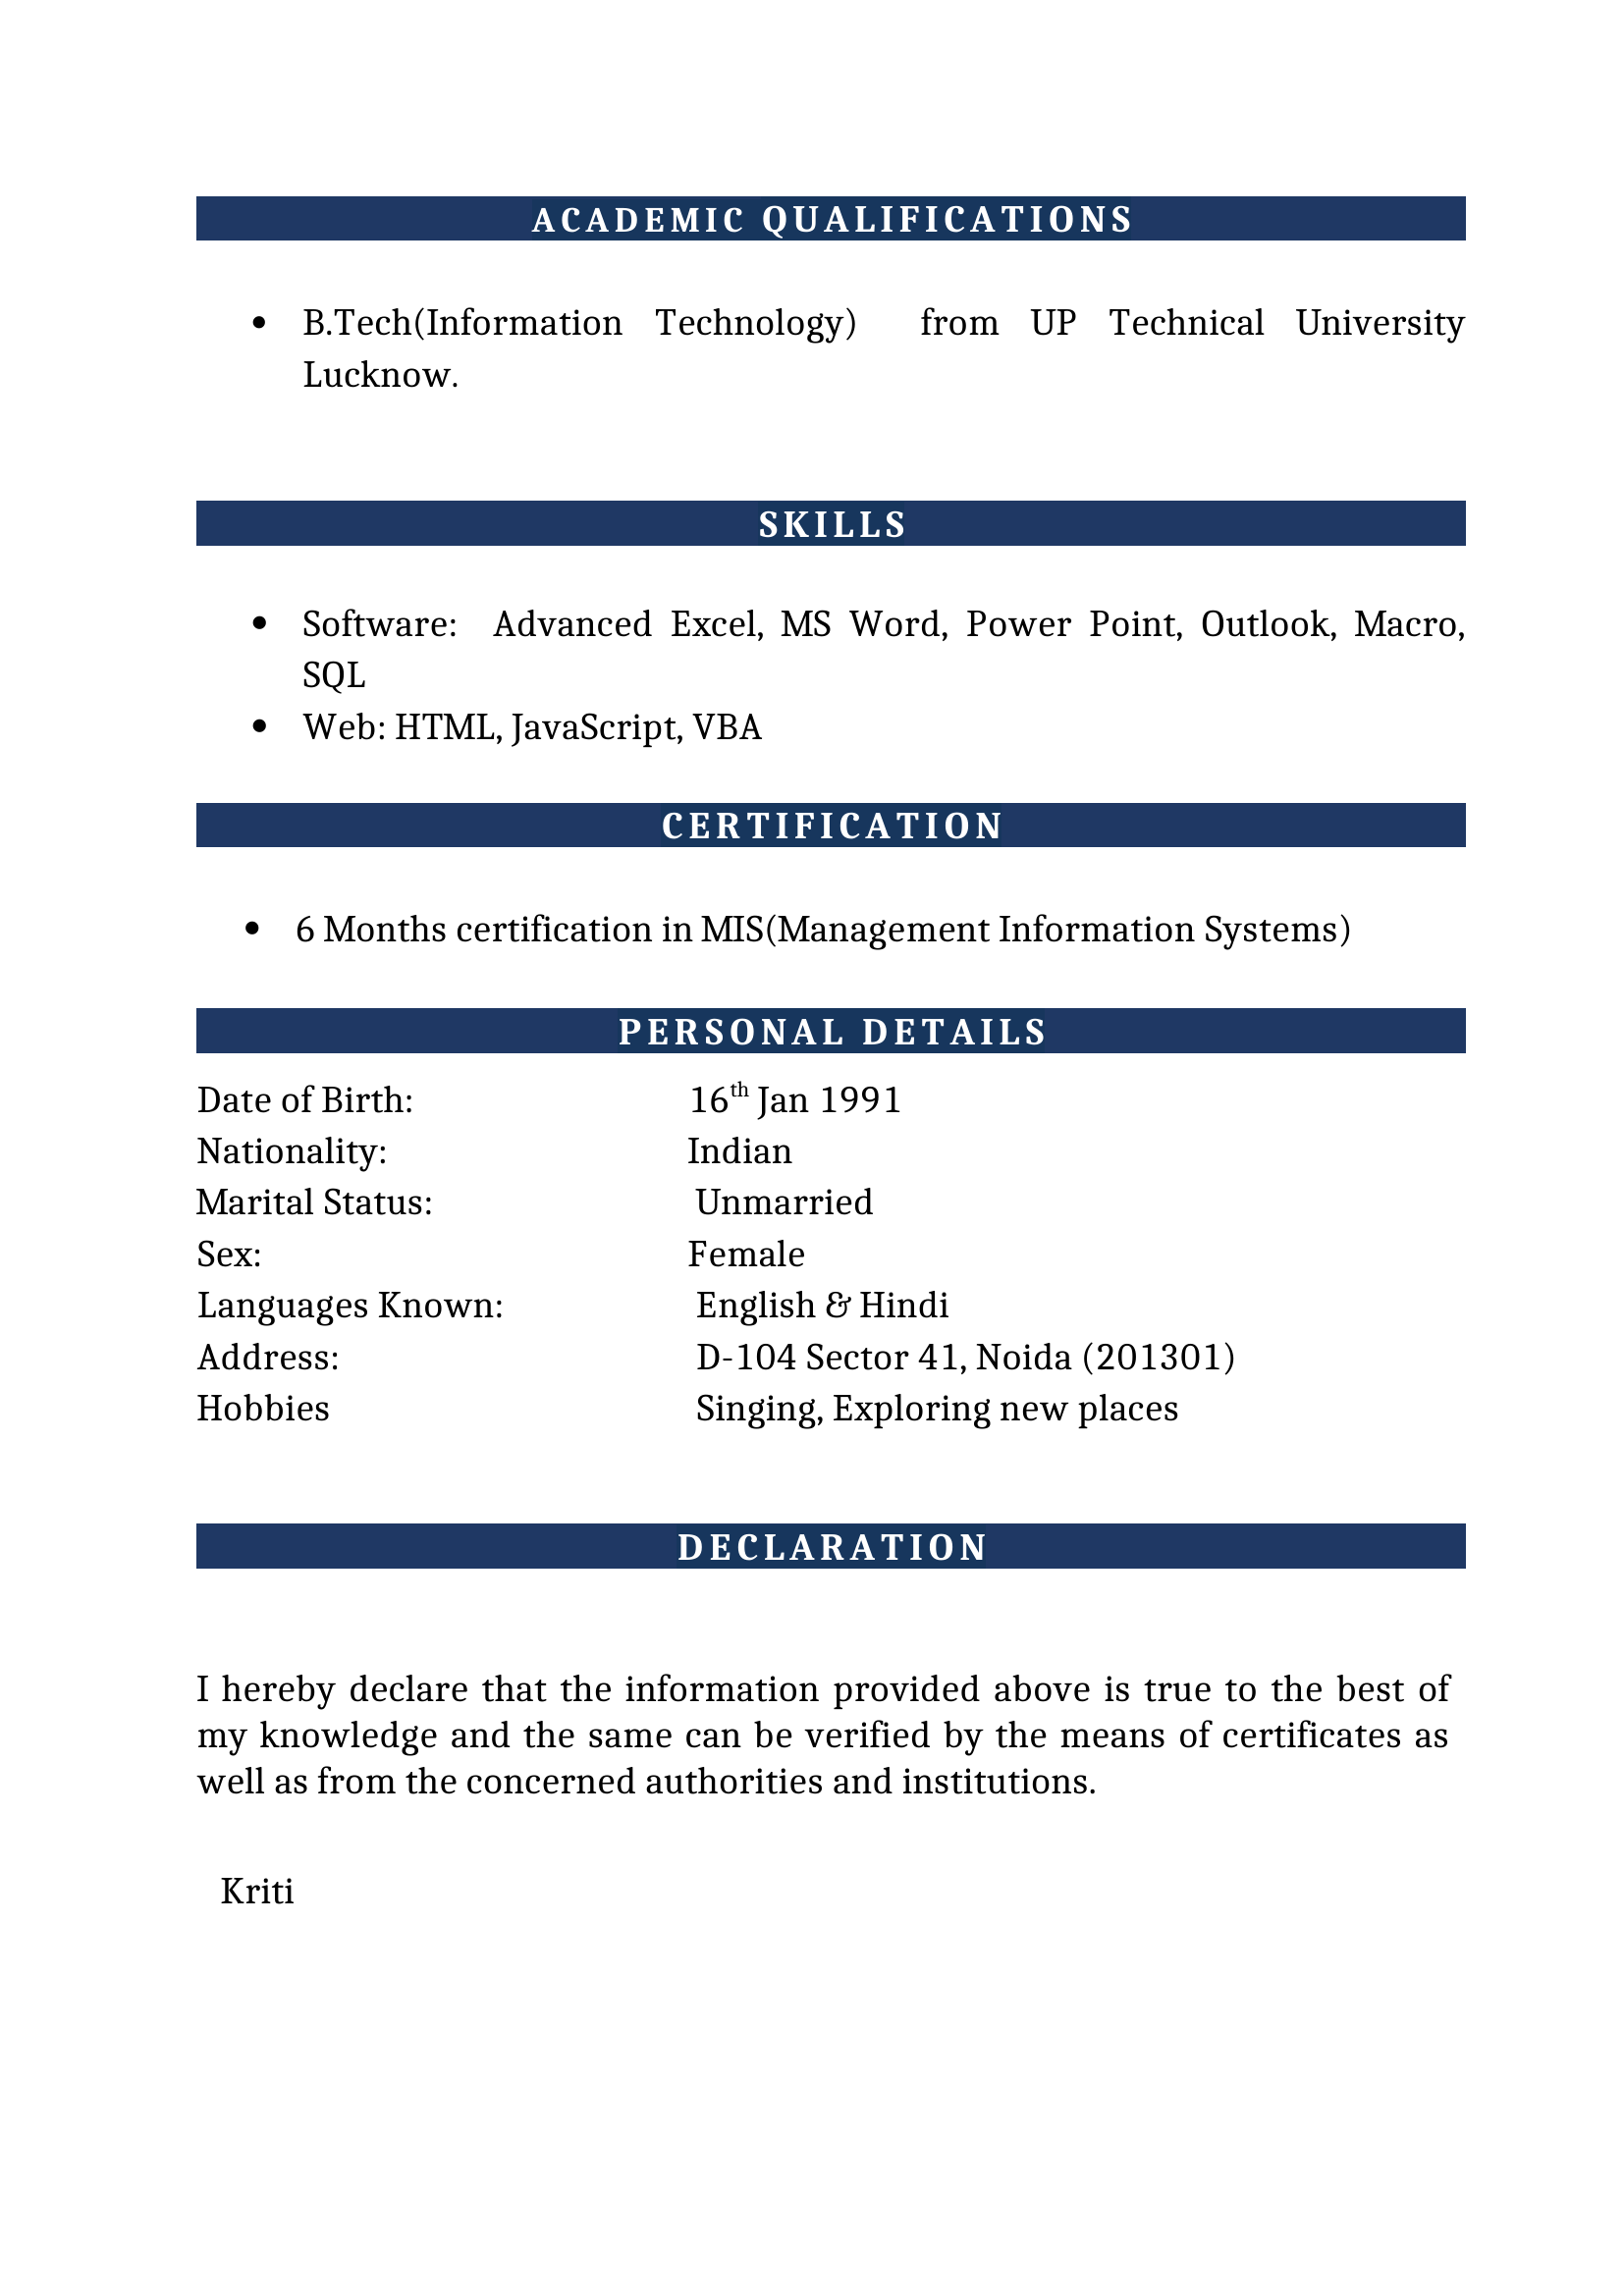 ACADEMIC QUALIFICATIONS
• B.Tech(Information Technology) from UP Technical University
Lucknow.
SKILLS
• Software: Advanced Excel, MS Word, Power Point, Outlook, Macro,
SQL
• Web: HTML, JavaScript, VBA
CERTIFICATION
• 6 Months certification in MIS(Management Information Systems)
PERSONAL DETAILS
Date of Birth: 16th Jan 1991
Nationality: Indian
Marital Status: Unmarried
Sex: Female
Languages Known: English & Hindi
Address: D-104 Sector 41, Noida (201301)
Hobbies Singing, Exploring new places
DECLARATION
I hereby declare that the information provided above is true to the best of
my knowledge and the same can be verified by the means of certificates as
well as from the concerned authorities and institutions.
Kriti